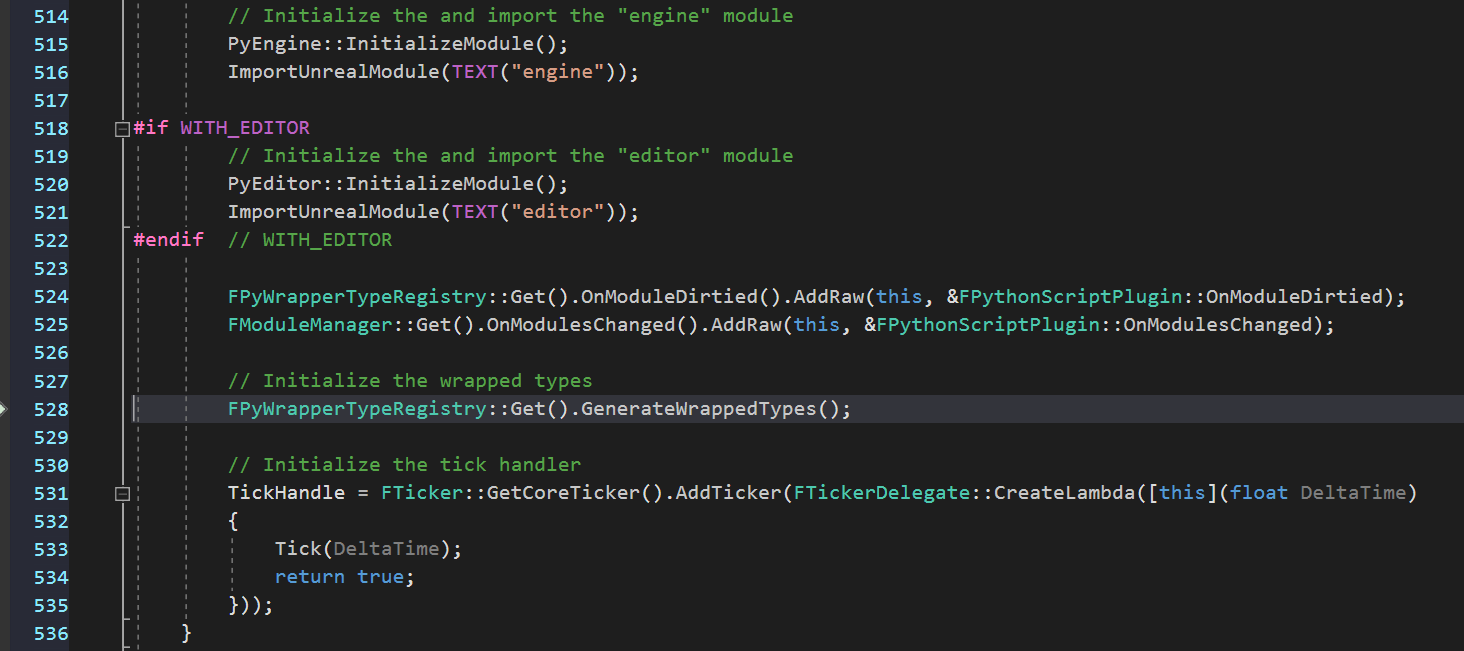 514 // Initialize the and import the "engine" module
515 PyEngine::InitializeModule();
516 ImportUnrealModule(TEXT("engine"));
517
518 #if WITH_EDITOR
519 // Initialize the and import the "editor" module
520 PyEditor::InitializeModule();
521 ImportUnrealModule(TEXT("editor"));
522 #endif // WITH_EDITOR
523
524 FPyWrapperTypeRegistry::Get().OnModuleDirtied().AddRaw(this, &FPythonScriptPlugin::OnModuleDirtied);
525 FModuleManager::Get().OnModulesChanged().AddRaw(this, &FPythonScriptPlugin::OnModulesChanged);
526
527 // Initialize the wrapped types
528 FPyWrapperTypeRegistry::Get().GenerateWrappedTypes();
529
530 // Initialize the tick handler
531 TickHandle = FTicker::GetCoreTicker().AddTicker(FTickerDelegate::CreateLambda([this](float DeltaTime)
532 {
533 Tick(DeltaTime);
534 return true;
535 }));
536 }